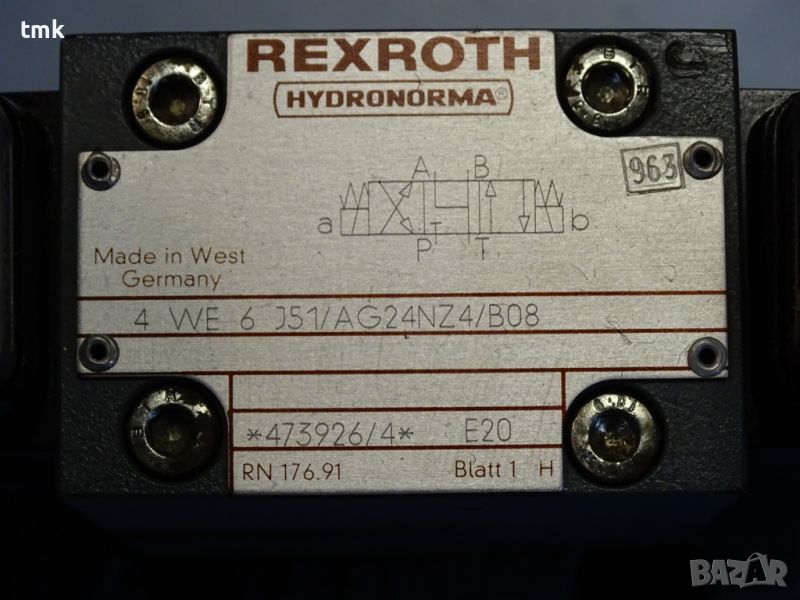 tmk
REXROTH
HYDRONORMA®
963
A B
a b
P T
Made in West
Germany
4 WE 6 J51/AG24NZ4/B08
*473926/4* E20
RN 176.91 Blatt 1 H
BAZAR